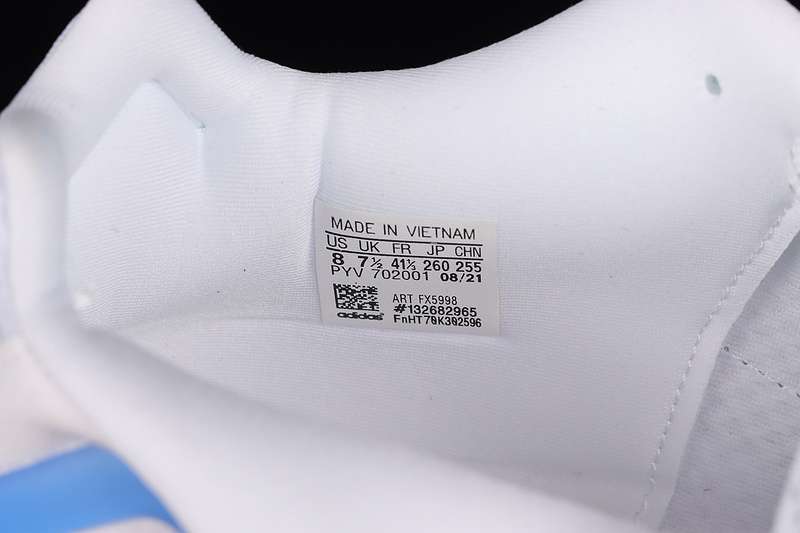 MADE IN VIETNAM
US UK FR JP CHN
8 7½ 41⅓ 260 255
PYV 702001 08/21
ART FX5998
#132682965
adidas FnHT70K302596